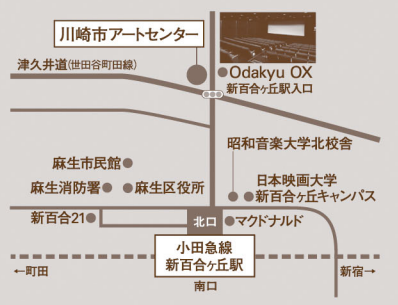 川崎市アートセンター
津久井道(世田谷町田線)
Odakyu OX
新百合ヶ丘駅入口
昭和音楽大学北校舎
麻生市民館
麻生消防署
麻生区役所
日本映画大学
新百合ヶ丘キャンパス
新百合21
北口
マクドナルド
小田急線
新百合ヶ丘駅
←町田
南口
新宿→